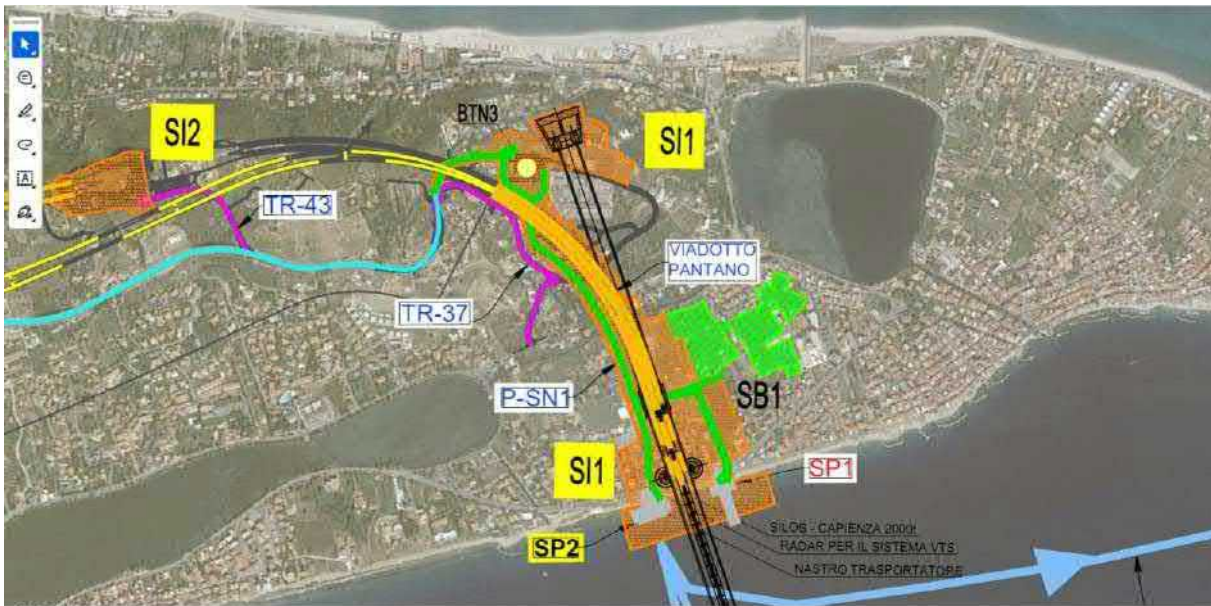 BTN3
SI2
SI1
TR-43
VIADOTTO
PANTANO
TR-37
P-SN1
SB1
SI1
SP1
SP2
SILOS - CAPIENZA 2000t
RADAR PER IL SISTEMA VTS
NASTRO TRASPORTATORE
A